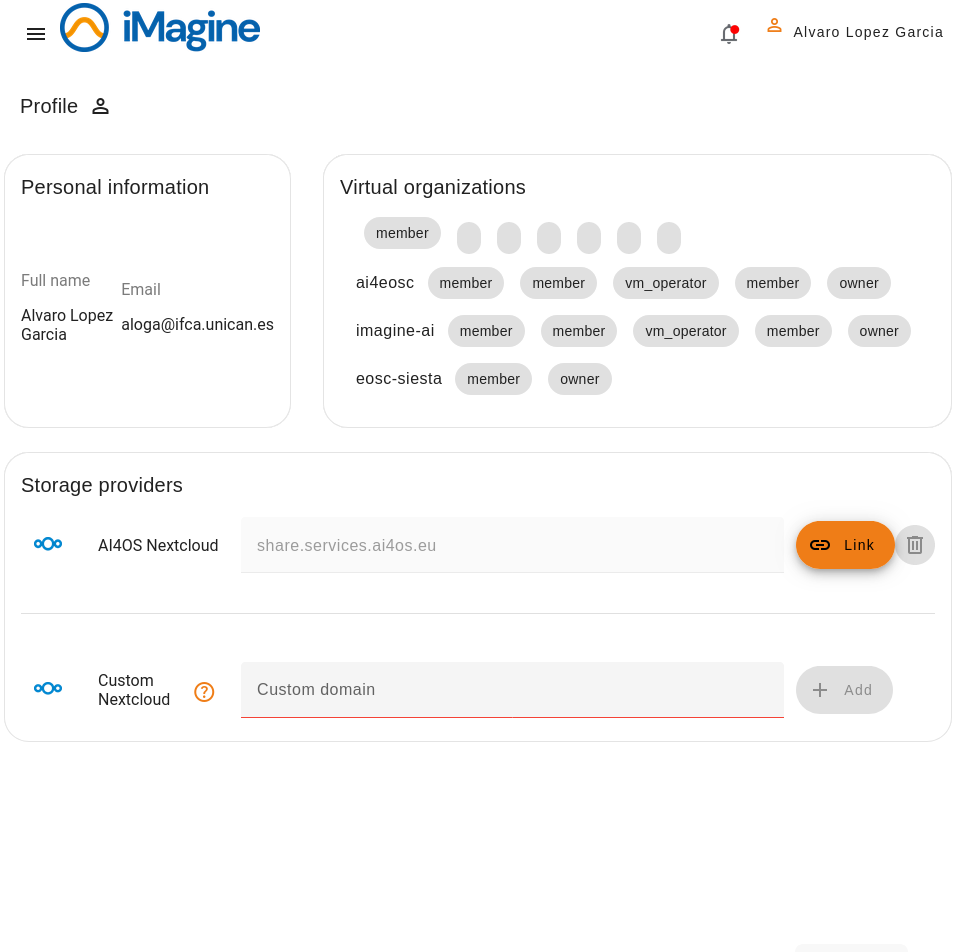 iMagine
Alvaro Lopez Garcia
Profile
Personal information
Full name
Alvaro Lopez
Garcia
Email
aloga@ifca.unican.es
Virtual organizations
member
ai4eosc member member vm_operator member owner
imagine-ai member member vm_operator member owner
eosc-siesta member owner
Storage providers
AI4OS Nextcloud share.services.ai4os.eu Link
Custom
Nextcloud
?
Custom domain
Add